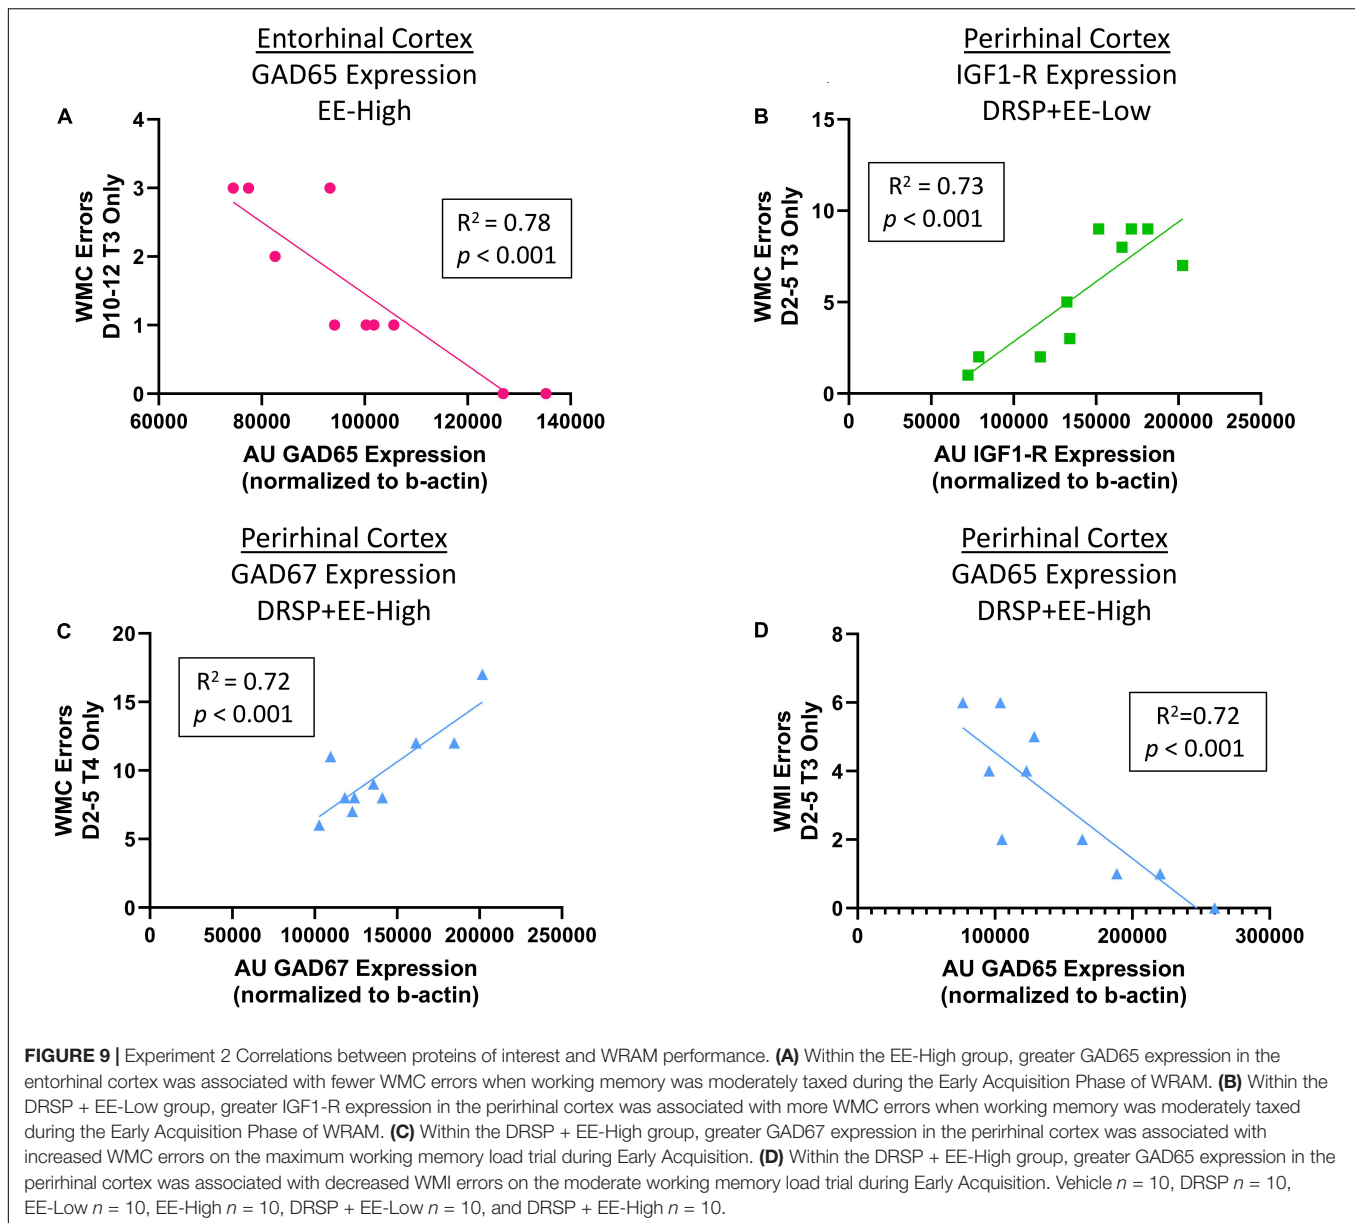 Entorhinal Cortex
GAD65 Expression
EE-High
A
4
3
2
1
0
WMC Errors
D10-12 T3 Only
R² = 0.78
p < 0.001
60000 80000 100000 120000 140000
AU GAD65 Expression
(normalized to b-actin)
Perirhinal Cortex
IGF1-R Expression
DRSP+EE-Low
B
15
10
5
0
WMC Errors
D2-5 T3 Only
R² = 0.73
p < 0.001
0 50000 100000 150000 200000 250000
AU IGF1-R Expression
(normalized to b-actin)
Perirhinal Cortex
GAD67 Expression
DRSP+EE-High
C
20
15
10
5
0
WMC Errors
D2-5 T4 Only
R² = 0.72
p < 0.001
0 50000 100000 150000 200000 250000
AU GAD67 Expression
(normalized to b-actin)
Perirhinal Cortex
GAD65 Expression
DRSP+EE-High
D
8
6
4
2
0
WMI Errors
D2-5 T3 Only
R²=0.72
p < 0.001
0 100000 200000 300000
AU GAD65 Expression
(normalized to b-actin)
FIGURE 9 | Experiment 2 Correlations between proteins of interest and WRAM performance. (A) Within the EE-High group, greater GAD65 expression in the
entorhinal cortex was associated with fewer WMC errors when working memory was moderately taxed during the Early Acquisition Phase of WRAM. (B) Within the
DRSP + EE-Low group, greater IGF1-R expression in the perirhinal cortex was associated with more WMC errors when working memory was moderately taxed
during the Early Acquisition Phase of WRAM. (C) Within the DRSP + EE-High group, greater GAD67 expression in the perirhinal cortex was associated with
increased WMC errors on the maximum working memory load trial during Early Acquisition. (D) Within the DRSP + EE-High group, greater GAD65 expression in the
perirhinal cortex was associated with decreased WMI errors on the moderate working memory load trial during Early Acquisition. Vehicle n = 10, DRSP n = 10,
EE-Low n = 10, EE-High n = 10, DRSP + EE-Low n = 10, and DRSP + EE-High n = 10.